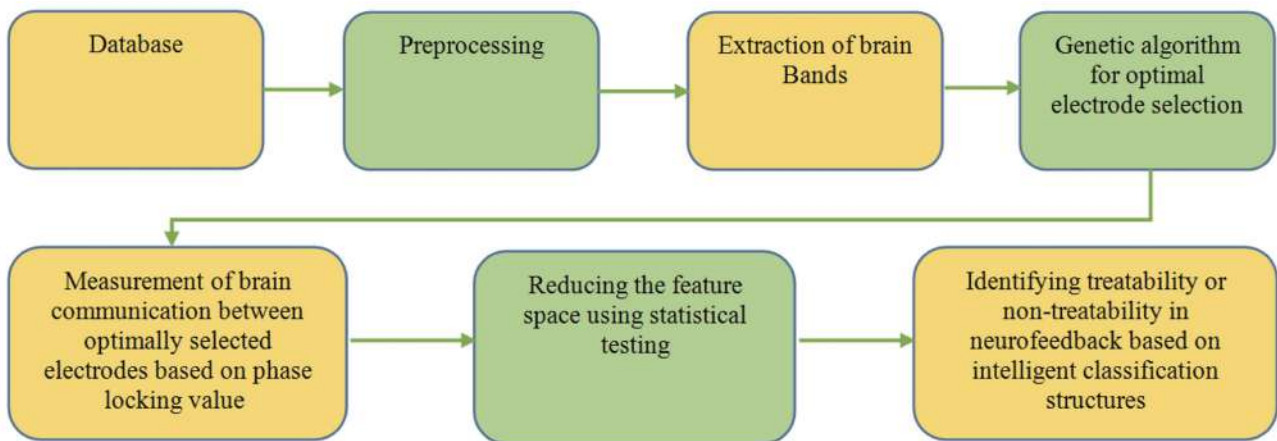 Database
Preprocessing
Extraction of brain
Bands
Genetic algorithm
for optimal
electrode selection
Measurement of brain
communication between
optimally selected
electrodes based on phase
locking value
Reducing the feature
space using statistical
testing
Identifying treatability or
non-treatability in
neurofeedback based on
intelligent classification
structures